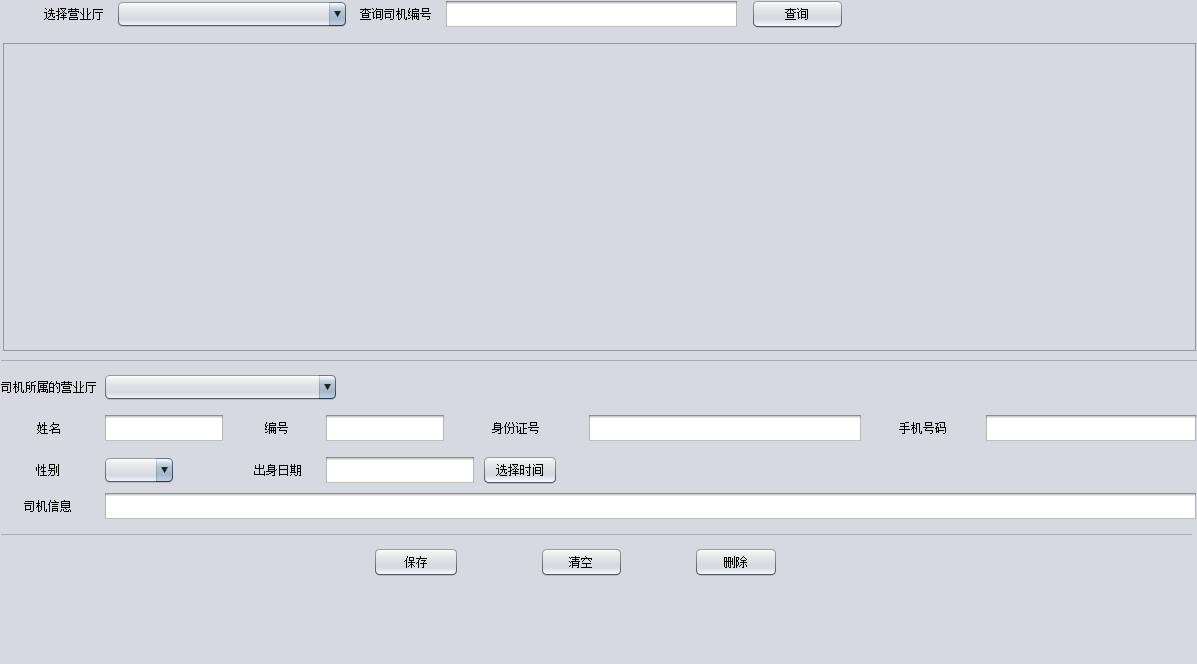 选择营业厅 查询司机编号 查询
司机所属的营业厅
姓名 编号 身份证号 手机号码
性别 出身日期 选择时间
司机信息
保存 清空 删除